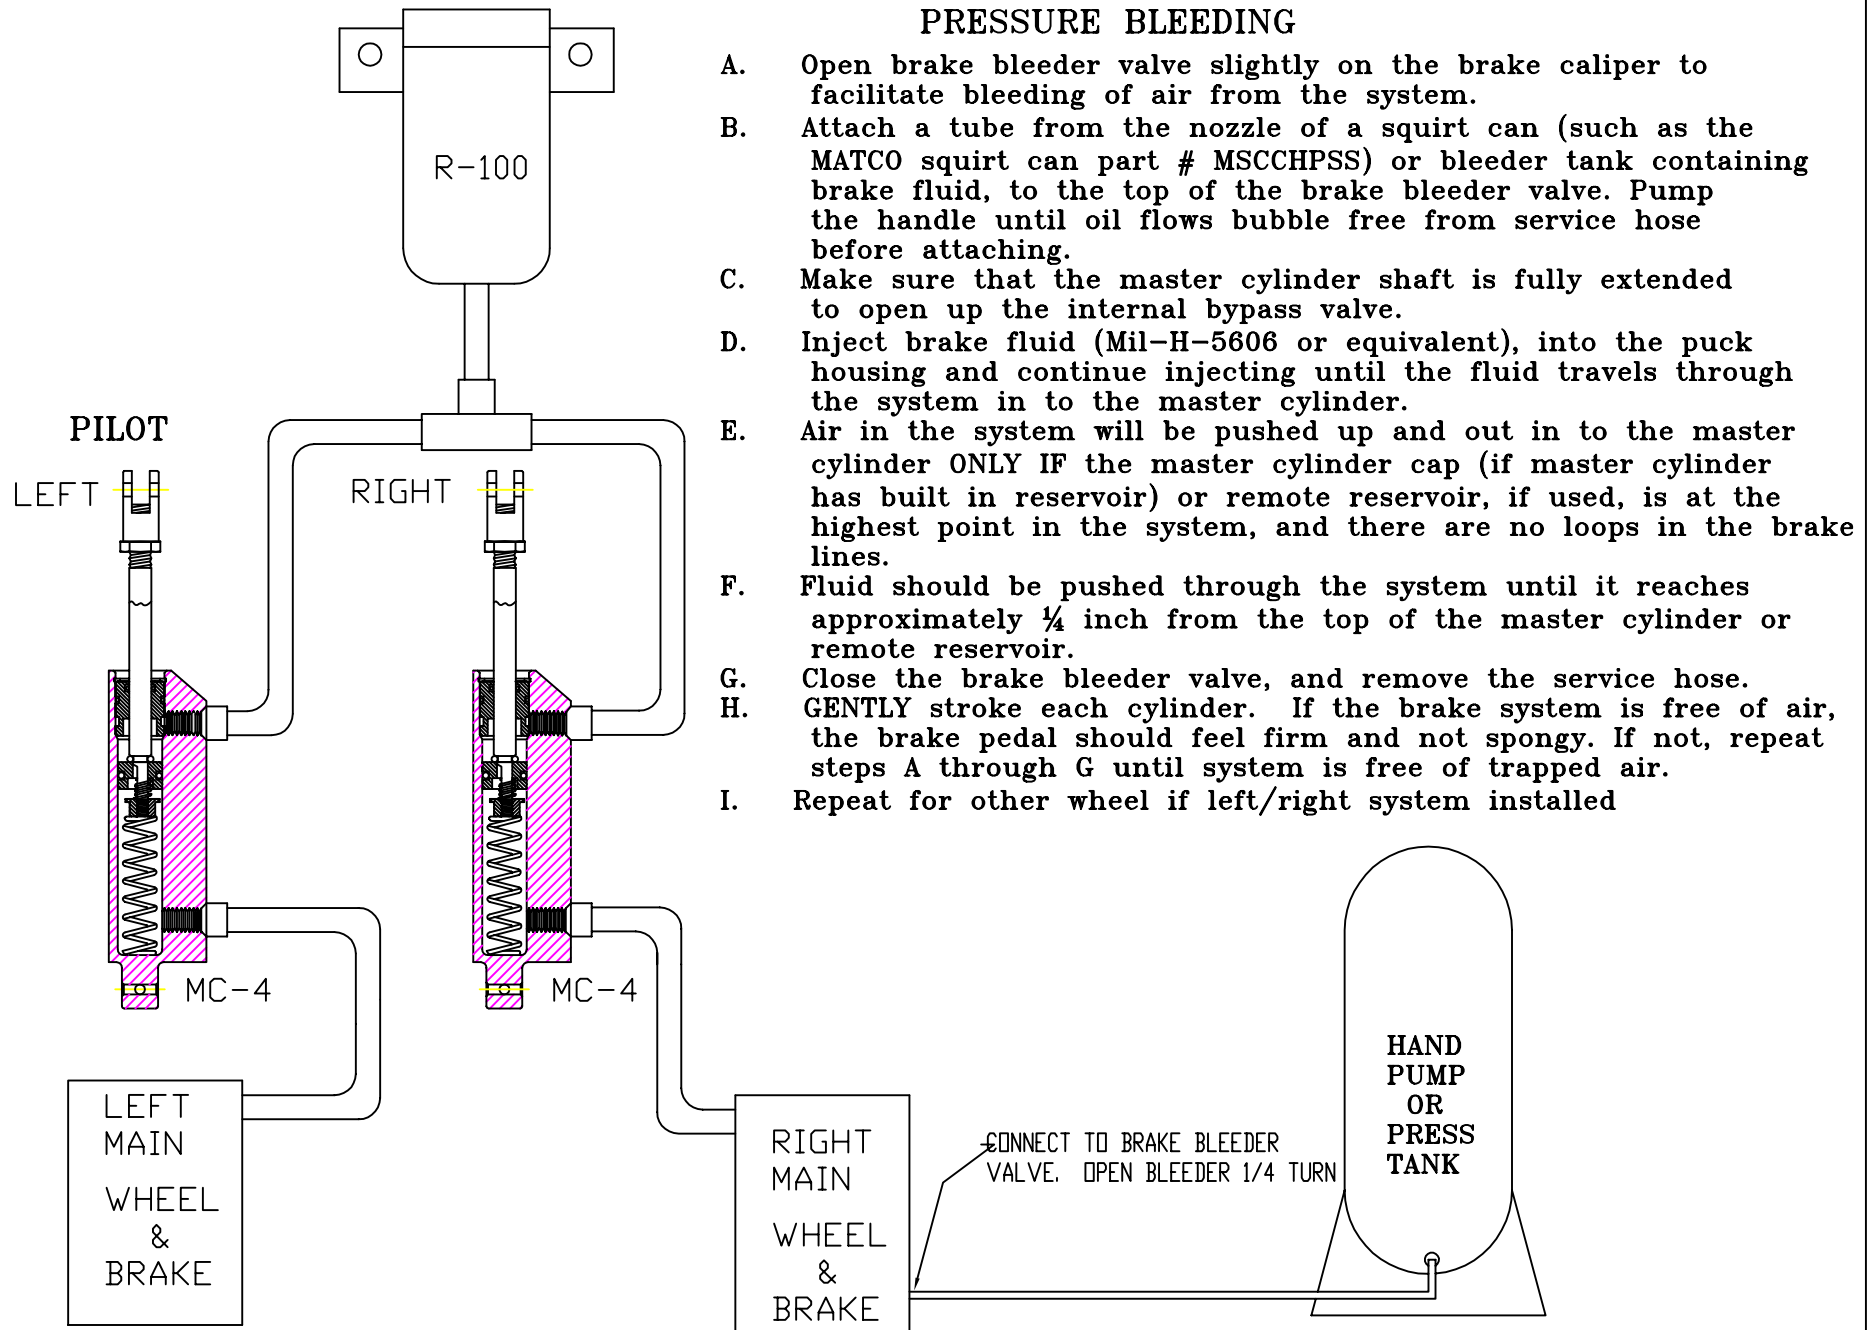 PRESSURE BLEEDING
A. Open brake bleeder valve slightly on the brake caliper to
facilitate bleeding of air from the system.
B. Attach a tube from the nozzle of a squirt can (such as the
MATCO squirt can part # MSCCHPSS) or bleeder tank containing
brake fluid, to the top of the brake bleeder valve. Pump
the handle until oil flows bubble free from service hose
before attaching.
C. Make sure that the master cylinder shaft is fully extended
to open up the internal bypass valve.
D. Inject brake fluid (Mil-H-5606 or equivalent), into the puck
housing and continue injecting until the fluid travels through
the system in to the master cylinder.
E. Air in the system will be pushed up and out in to the master
cylinder ONLY IF the master cylinder cap (if master cylinder
has built in reservoir) or remote reservoir, if used, is at the
highest point in the system, and there are no loops in the brake
lines.
F. Fluid should be pushed through the system until it reaches
approximately ¼ inch from the top of the master cylinder or
remote reservoir.
G. Close the brake bleeder valve, and remove the service hose.
H. GENTLY stroke each cylinder. If the brake system is free of air,
the brake pedal should feel firm and not spongy. If not, repeat
steps A through G until system is free of trapped air.
I. Repeat for other wheel if left/right system installed
R-100
PILOT
LEFT
RIGHT
MC-4
MC-4
LEFT
MAIN
WHEEL
&
BRAKE
RIGHT
MAIN
WHEEL
&
BRAKE
CONNECT TO BRAKE BLEEDER
VALVE. OPEN BLEEDER 1/4 TURN
HAND
PUMP
OR
PRESS
TANK